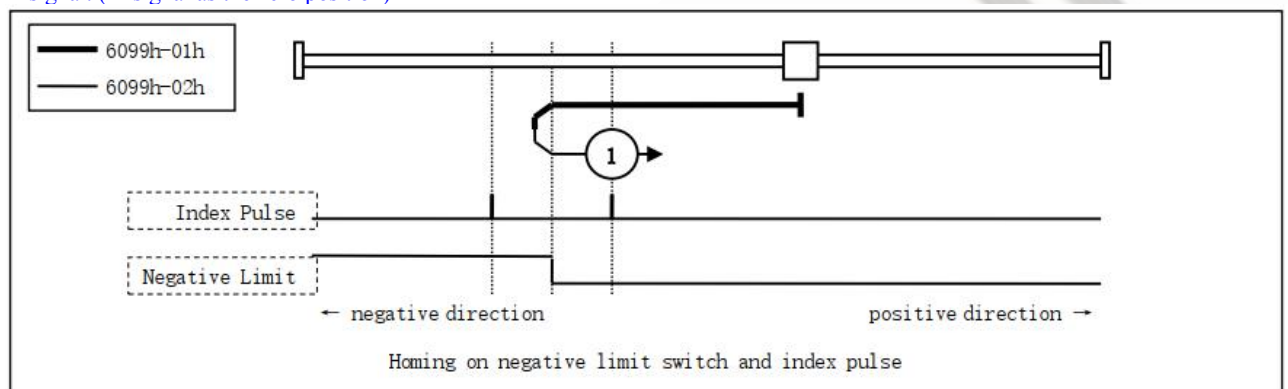 6099h-01h
6099h-02h
1
Index Pulse
Negative Limit
← negative direction
positive direction →
Homing on negative limit switch and index pulse